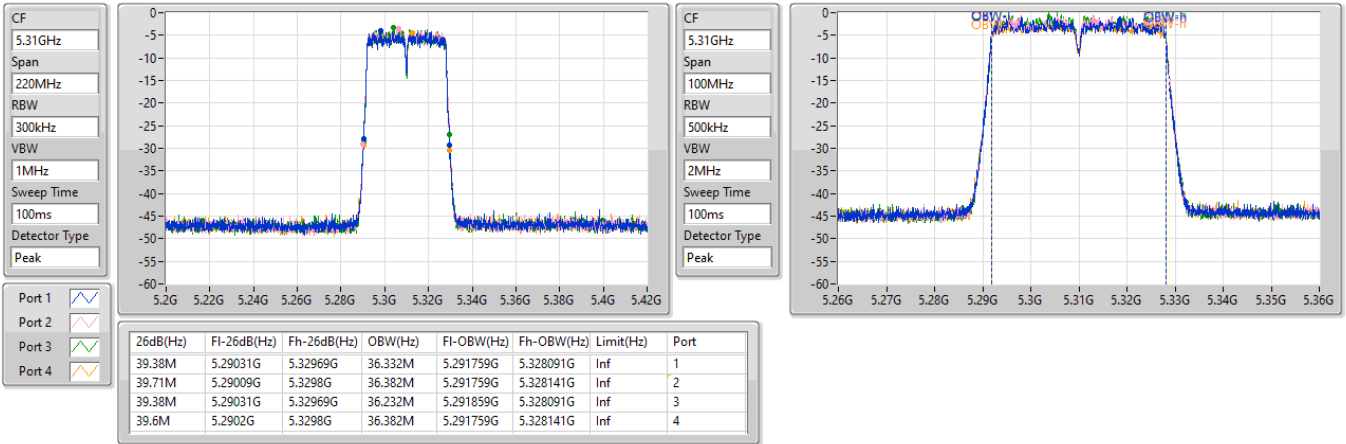 CF
5.31GHz
Span
220MHz
RBW
300kHz
VBW
1MHz
Sweep Time
100ms
Detector Type
Peak
0
-5
-10
-15
-20
-25
-30
-35
-40
-45
-50
-55
-60
5.2G 5.22G 5.24G 5.26G 5.28G 5.3G 5.32G 5.34G 5.36G 5.38G 5.4G 5.42G
CF
5.31GHz
Span
100MHz
RBW
500kHz
VBW
2MHz
Sweep Time
100ms
Detector Type
Peak
0
-5
-10
-15
-20
-25
-30
-35
-40
-45
-50
-55
-60
5.26G 5.27G 5.28G 5.29G 5.3G 5.31G 5.32G 5.33G 5.34G 5.35G 5.36G
OBW-l OBW-h
Port 1
Port 2
Port 3
Port 4
26dB(Hz) Fl-26dB(Hz) Fh-26dB(Hz) OBW(Hz) Fl-OBW(Hz) Fh-OBW(Hz) Limit(Hz) Port
39.38M 5.29031G 5.32969G 36.332M 5.291759G 5.328091G Inf 1
39.71M 5.29009G 5.3298G 36.382M 5.291759G 5.328141G Inf 2
39.38M 5.29031G 5.32969G 36.232M 5.291859G 5.328091G Inf 3
39.6M 5.2902G 5.3298G 36.382M 5.291759G 5.328141G Inf 4